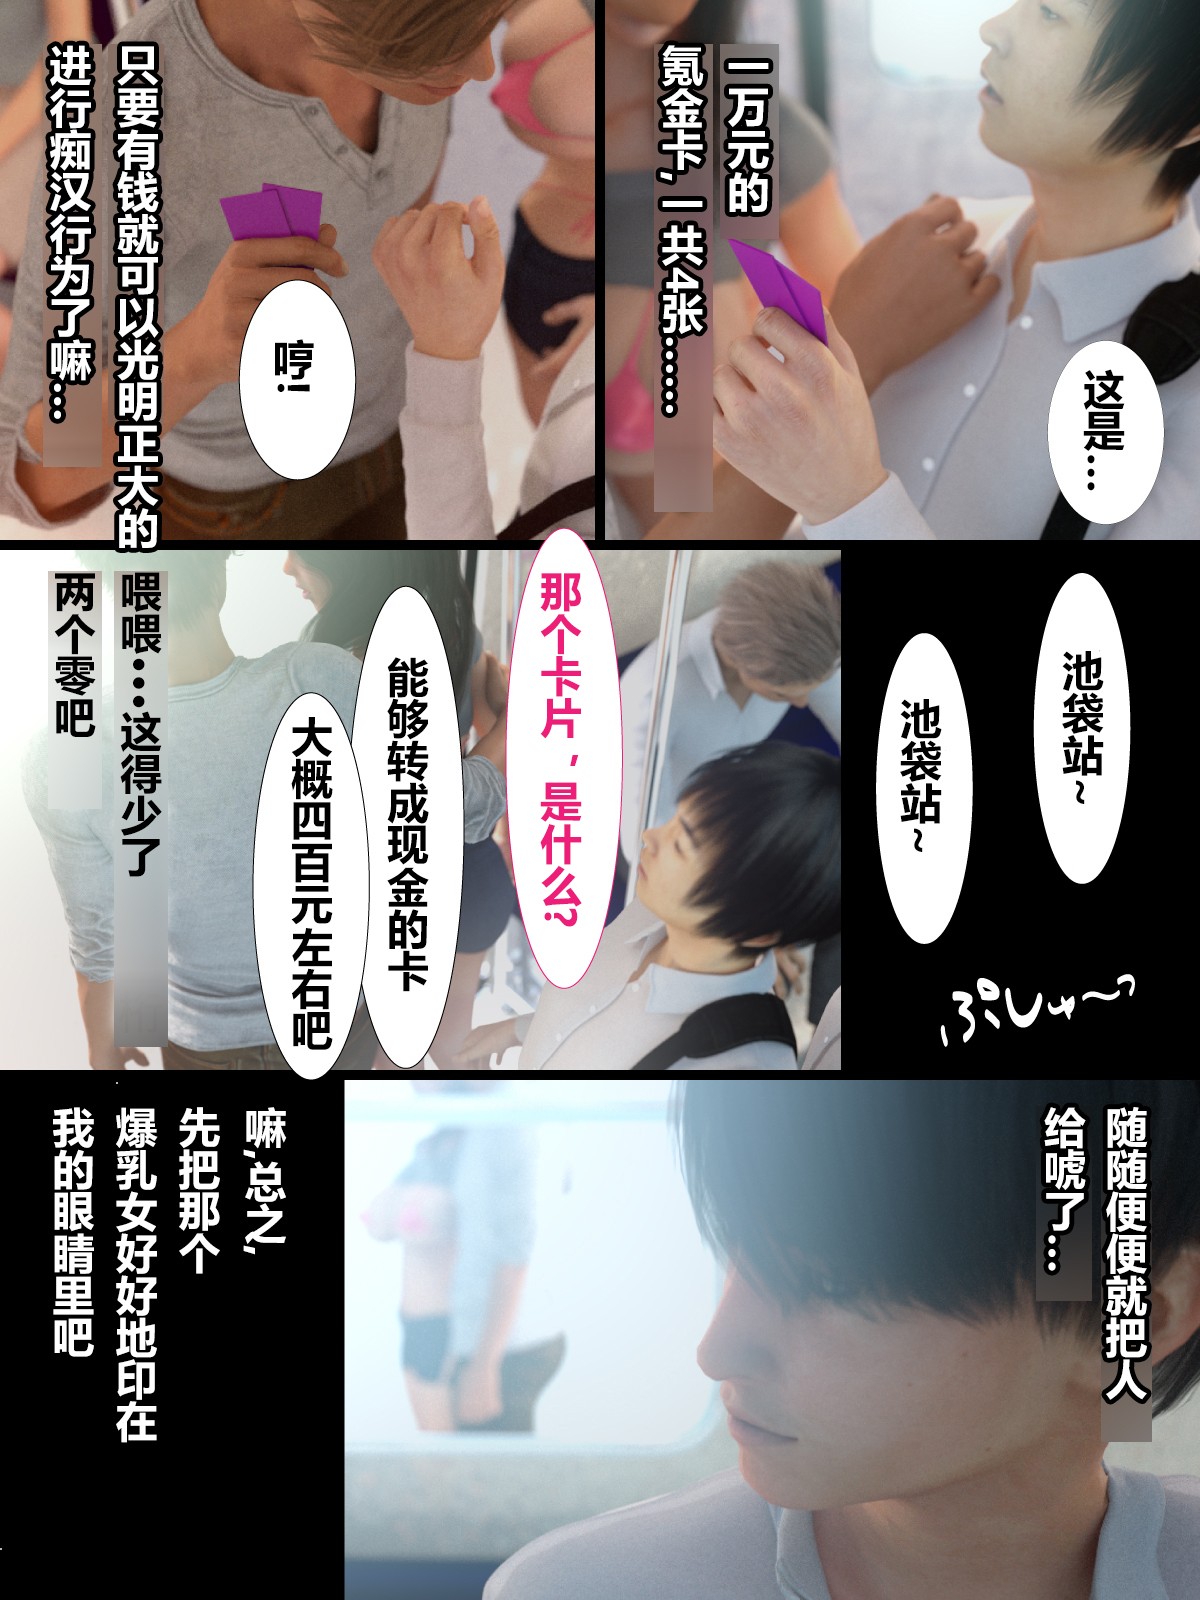 这是…
一万元的
氪金卡,一共4张……
哼!
只要有钱就可以光明正大的
进行痴汉行为了嘛…
池袋站~
池袋站~
ぷしゅ〜っ
那个卡片,是什么?
能够转成现金的卡
大概四百元左右吧
喂喂…这得少了
两个零吧
随随便便就把人
给唬了…
嘛,总之,
先把那个
爆乳女好好地印在
我的眼睛里吧